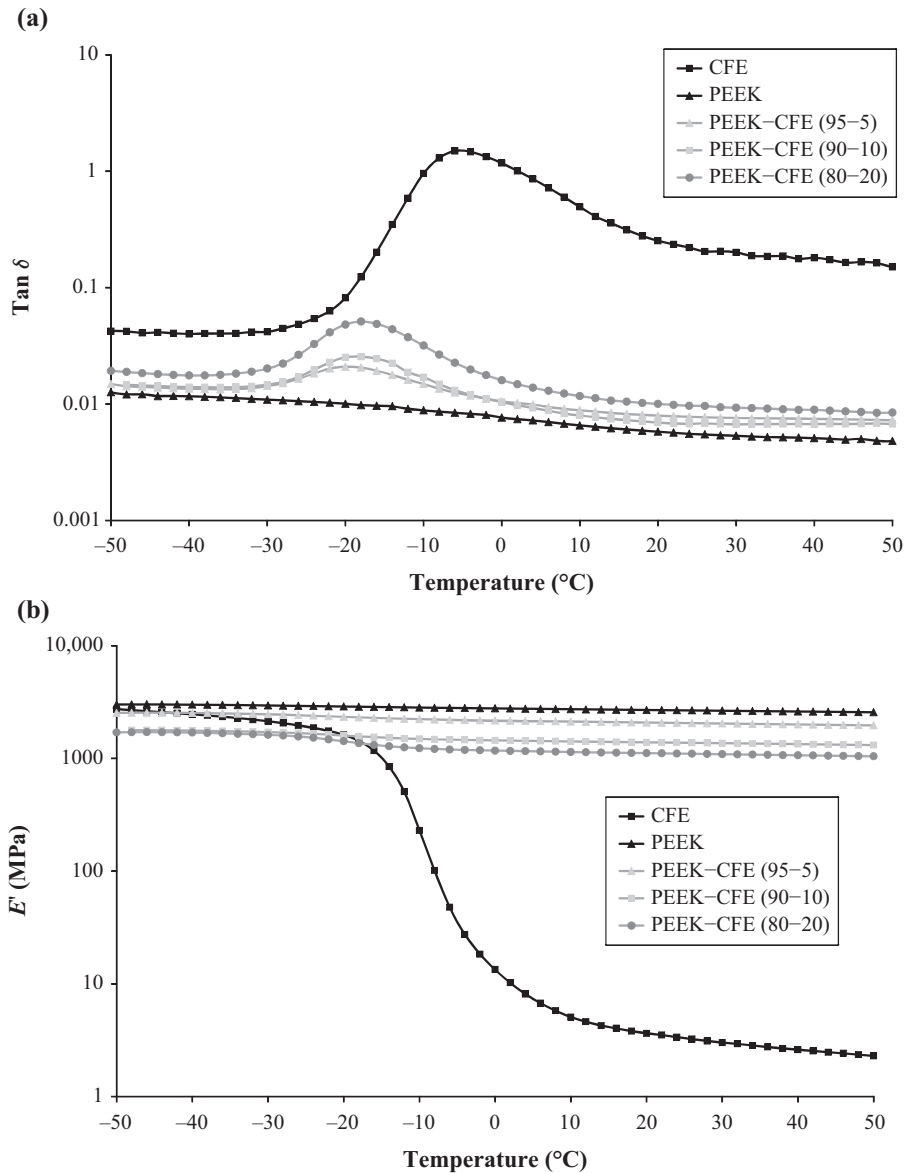 (a)
10
1
0.1
0.01
0.001
Tan δ
CFE
PEEK
PEEK−CFE (95−5)
PEEK−CFE (90−10)
PEEK−CFE (80−20)
−50 −40 −30 −20 −10 0 10 20 30 40 50
Temperature (°C)
(b)
10,000
1000
100
10
1
E' (MPa)
CFE
PEEK
PEEK−CFE (95−5)
PEEK−CFE (90−10)
PEEK−CFE (80−20)
−50 −40 −30 −20 −10 0 10 20 30 40 50
Temperature (°C)